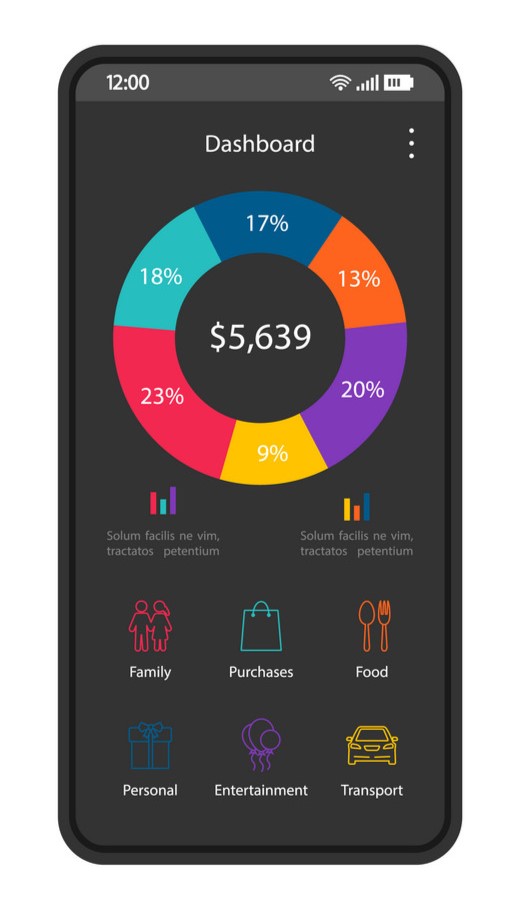 12:00
Dashboard
17%
13%
18%
$5,639
20%
23%
9%
Solum facilis ne vim,
tractatos petentium
Solum facilis ne vim,
tractatos petentium
Family
Purchases
Food
Personal
Entertainment
Transport